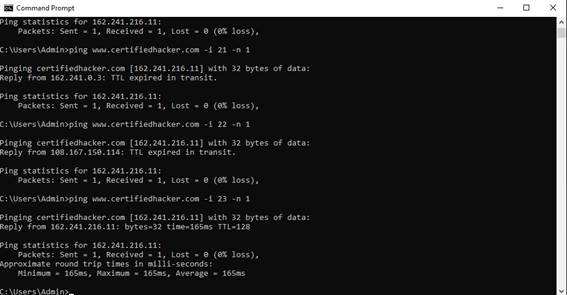 Command Prompt
Ping statistics for 162.241.216.11:
    Packets: Sent = 1, Received = 1, Lost = 0 (0% loss),
C:\Users\Admin>ping www.certifiedhacker.com -i 21 -n 1
Pinging certifiedhacker.com [162.241.216.11] with 32 bytes of data:
Reply from 162.241.0.3: TTL expired in transit.
Ping statistics for 162.241.216.11:
    Packets: Sent = 1, Received = 1, Lost = 0 (0% loss),
C:\Users\Admin>ping www.certifiedhacker.com -i 22 -n 1
Pinging certifiedhacker.com [162.241.216.11] with 32 bytes of data:
Reply from 108.167.150.114: TTL expired in transit.
Ping statistics for 162.241.216.11:
    Packets: Sent = 1, Received = 1, Lost = 0 (0% loss),
C:\Users\Admin>ping www.certifiedhacker.com -i 23 -n 1
Pinging certifiedhacker.com [162.241.216.11] with 32 bytes of data:
Reply from 162.241.216.11: bytes=32 time=165ms TTL=128
Ping statistics for 162.241.216.11:
    Packets: Sent = 1, Received = 1, Lost = 0 (0% loss),
Approximate round trip times in milli-seconds:
    Minimum = 165ms, Maximum = 165ms, Average = 165ms
C:\Users\Admin>